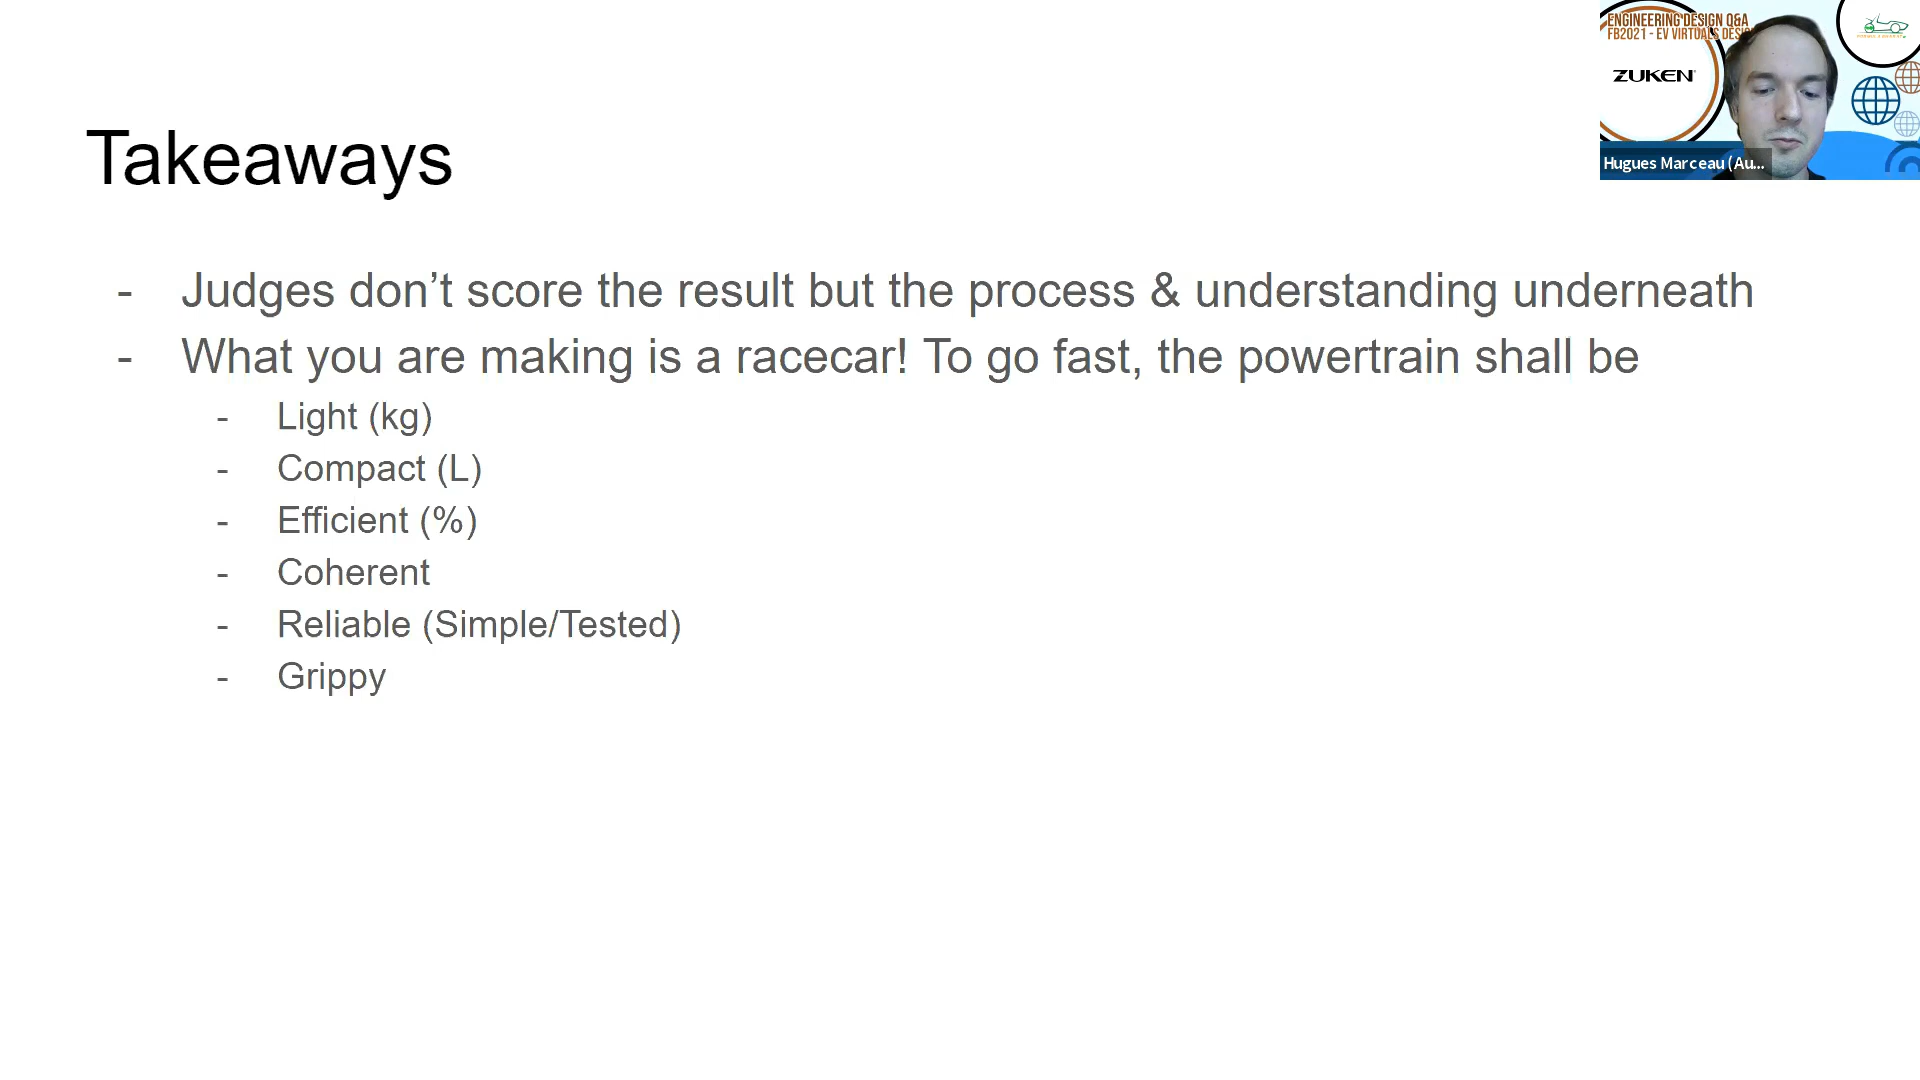 ENGINEERING DESIGN Q&A
FB2021 - EV VIRTUALS DESI
ZUKEN
Hugues Marceau (Au...
Takeaways
- Judges don’t score the result but the process & understanding underneath
- What you are making is a racecar! To go fast, the powertrain shall be
- Light (kg)
- Compact (L)
- Efficient (%)
- Coherent
- Reliable (Simple/Tested)
- Grippy